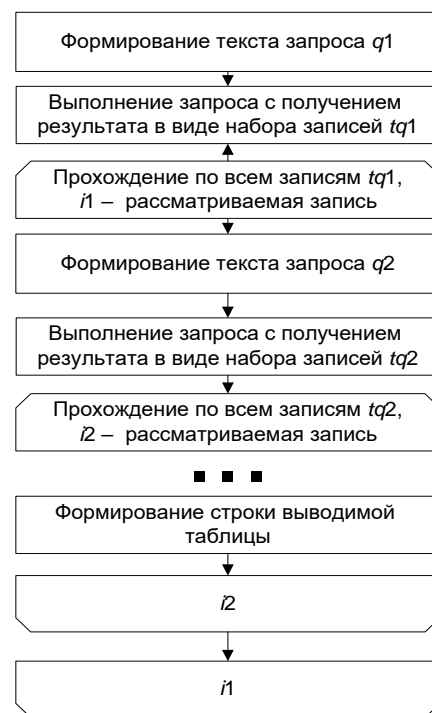 Формирование текста запроса q1
Выполнение запроса с получением
результата в виде набора записей tq1
Прохождение по всем записям tq1,
i1 – рассматриваемая запись
Формирование текста запроса q2
Выполнение запроса с получением
результата в виде набора записей tq2
Прохождение по всем записям tq2,
i2 – рассматриваемая запись
Формирование строки выводимой
таблицы
i2
i1